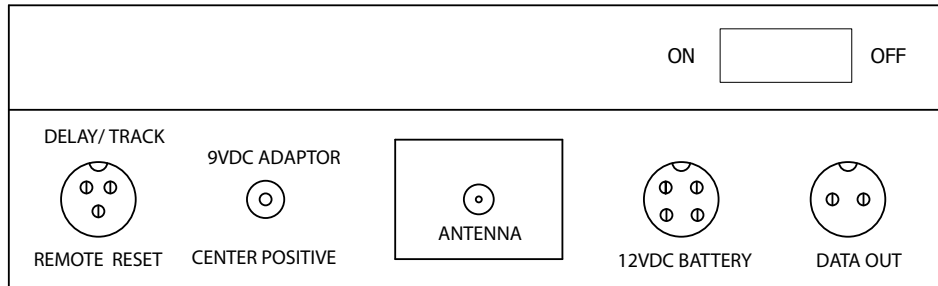 ON OFF
DELAY/ TRACK
9VDC ADAPTOR
ANTENNA
REMOTE RESET
CENTER POSITIVE
12VDC BATTERY
DATA OUT